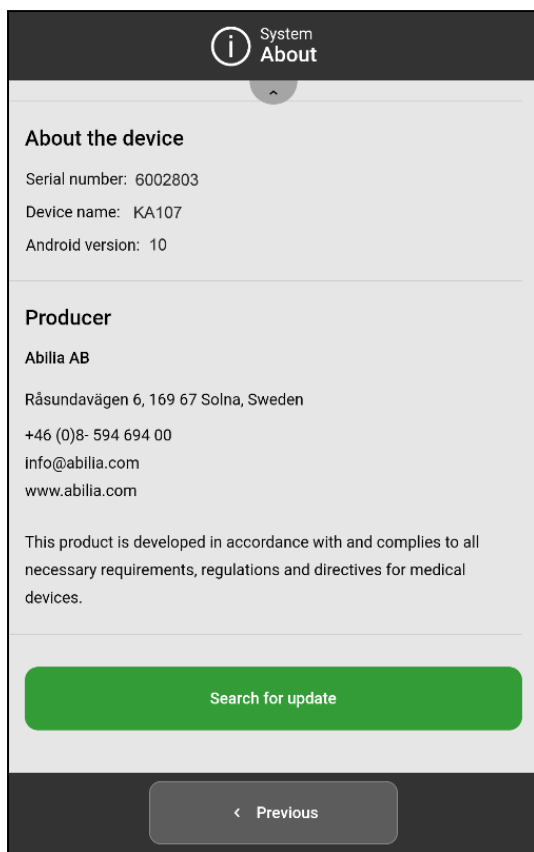 System
About
About the device
Serial number: 6002803
Device name: KA107
Android version: 10
Producer
Abilia AB
Råsundavägen 6, 169 67 Solna, Sweden
+46 (0)8- 594 694 00
info@abilia.com
www.abilia.com
This product is developed in accordance with and complies to all
necessary requirements, regulations and directives for medical
devices.
Search for update
Previous